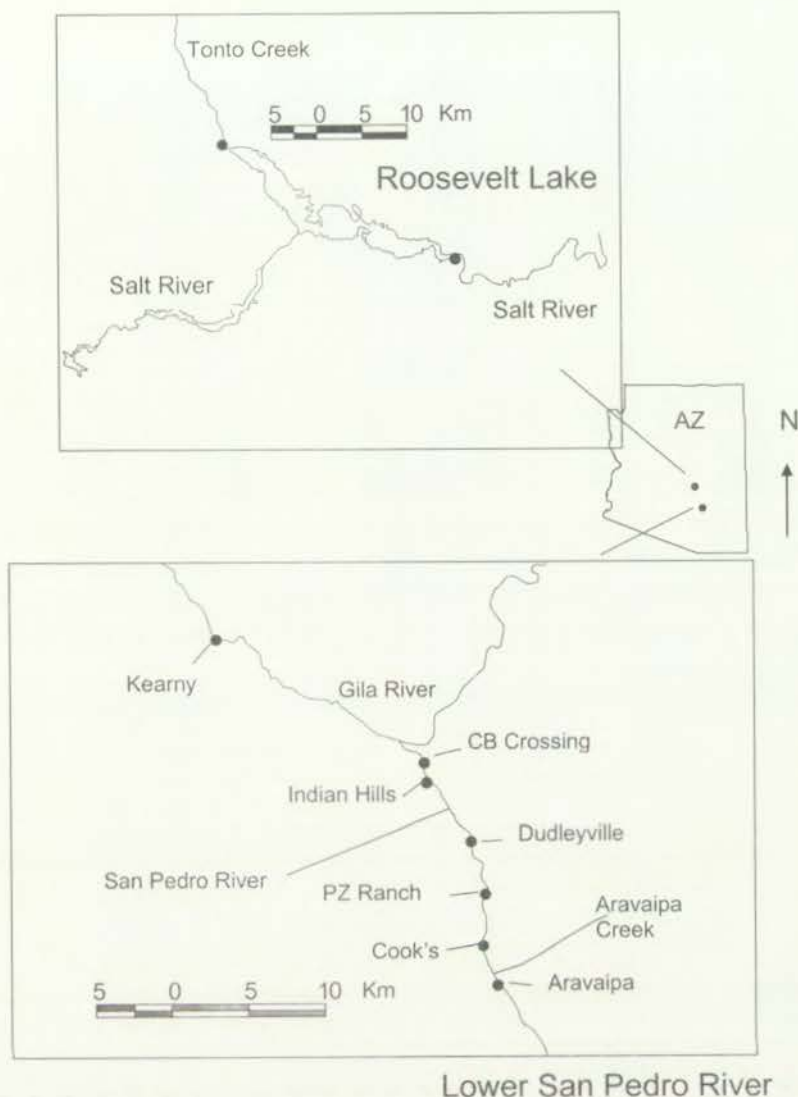 Tonto Creek
5 0 5 10 Km
Roosevelt Lake
Salt River
Salt River
AZ
N
Kearny
Gila River
CB Crossing
Indian Hills
Dudleyville
San Pedro River
PZ Ranch
Aravaipa
Creek
Cook's
Aravaipa
5 0 5 10 Km
Lower San Pedro River